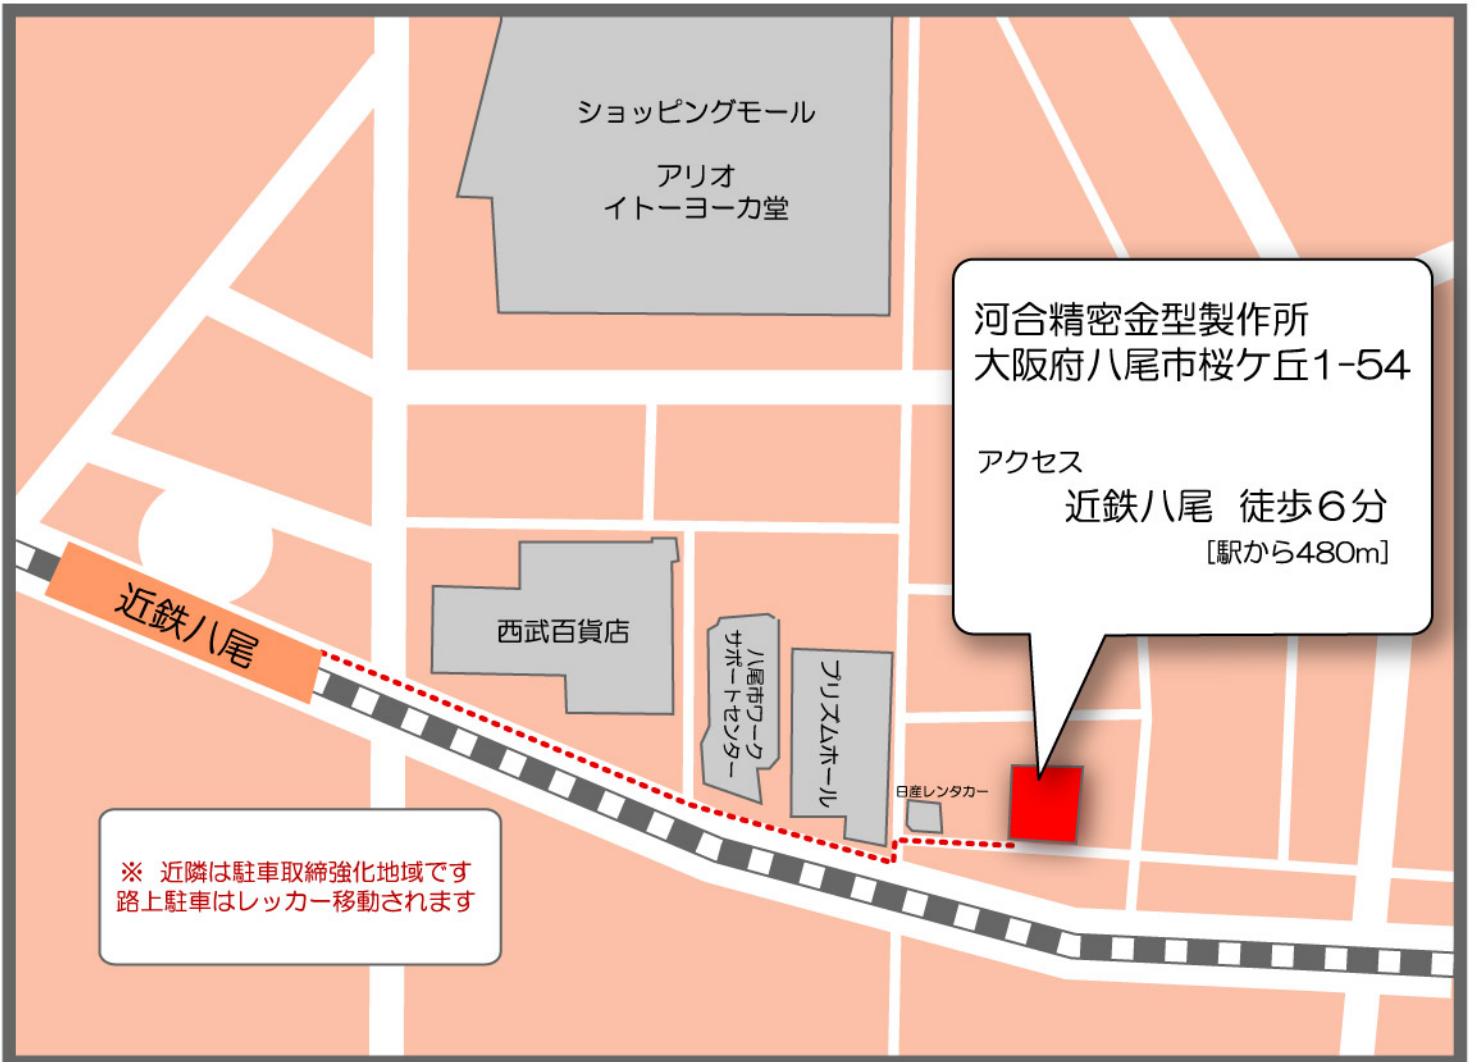 ショッピングモール
アリオ
イトーヨーカ堂
河合精密金型製作所
大阪府八尾市桜ケ丘1-54
アクセス
近鉄八尾 徒歩6分
[駅から480m]
近鉄八尾
西武百貨店
八尾市ワーク
サポートセンター
プリズムホール
日産レンタカー
※ 近隣は駐車取締強化地域です
路上駐車はレッカー移動されます